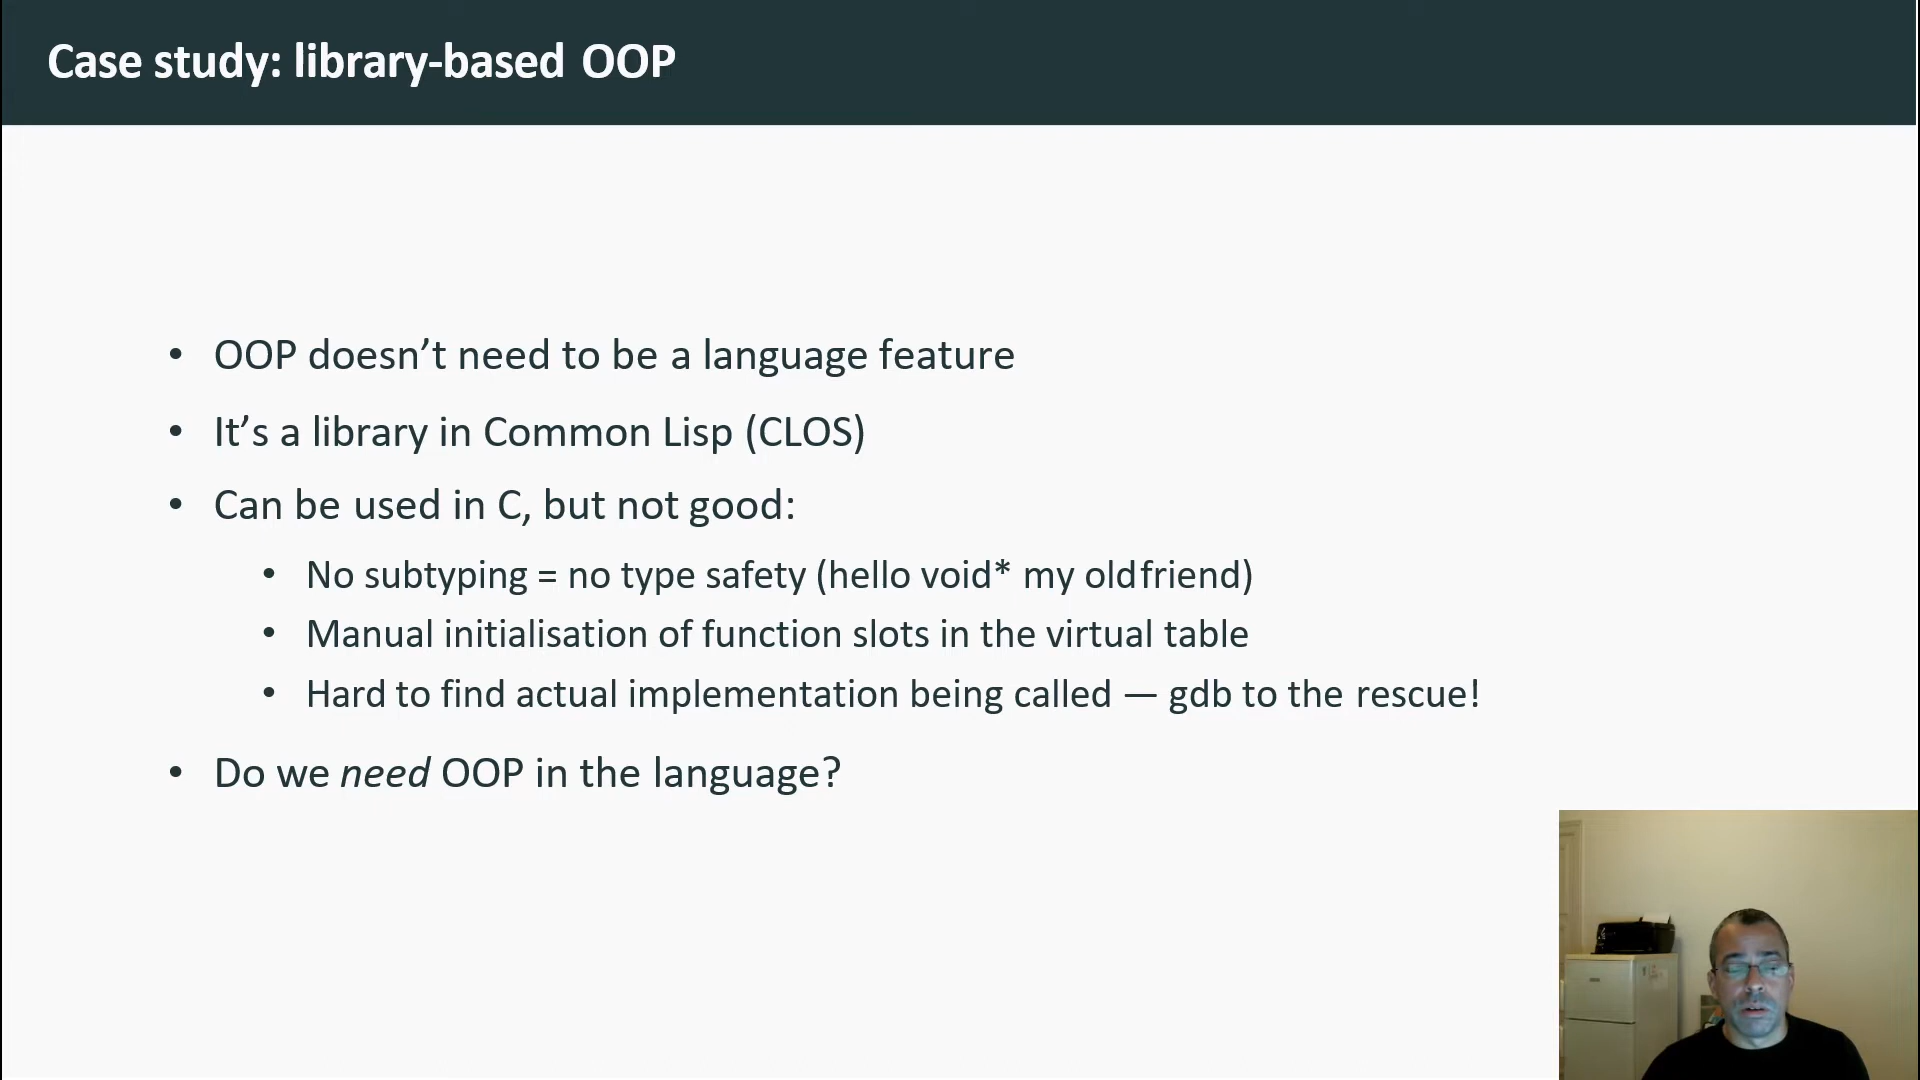 Case study: library-based OOP
• OOP doesn’t need to be a language feature
• It’s a library in Common Lisp (CLOS)
• Can be used in C, but not good:
• No subtyping = no type safety (hello void* my old friend)
• Manual initialisation of function slots in the virtual table
• Hard to find actual implementation being called — gdb to the rescue!
• Do we need OOP in the language?